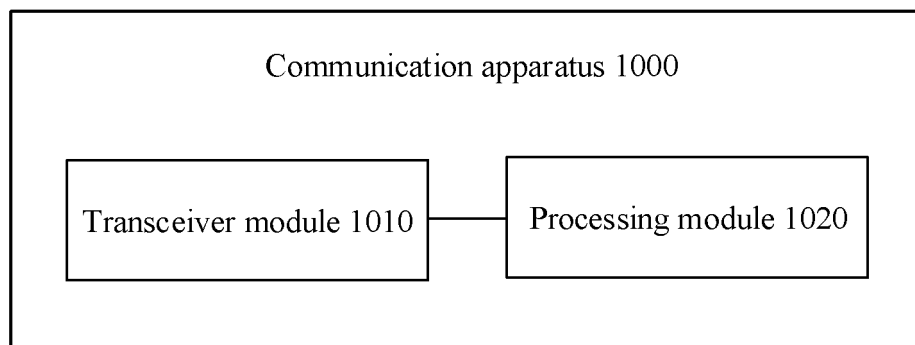 Communication apparatus 1000
Transceiver module 1010
Processing module 1020